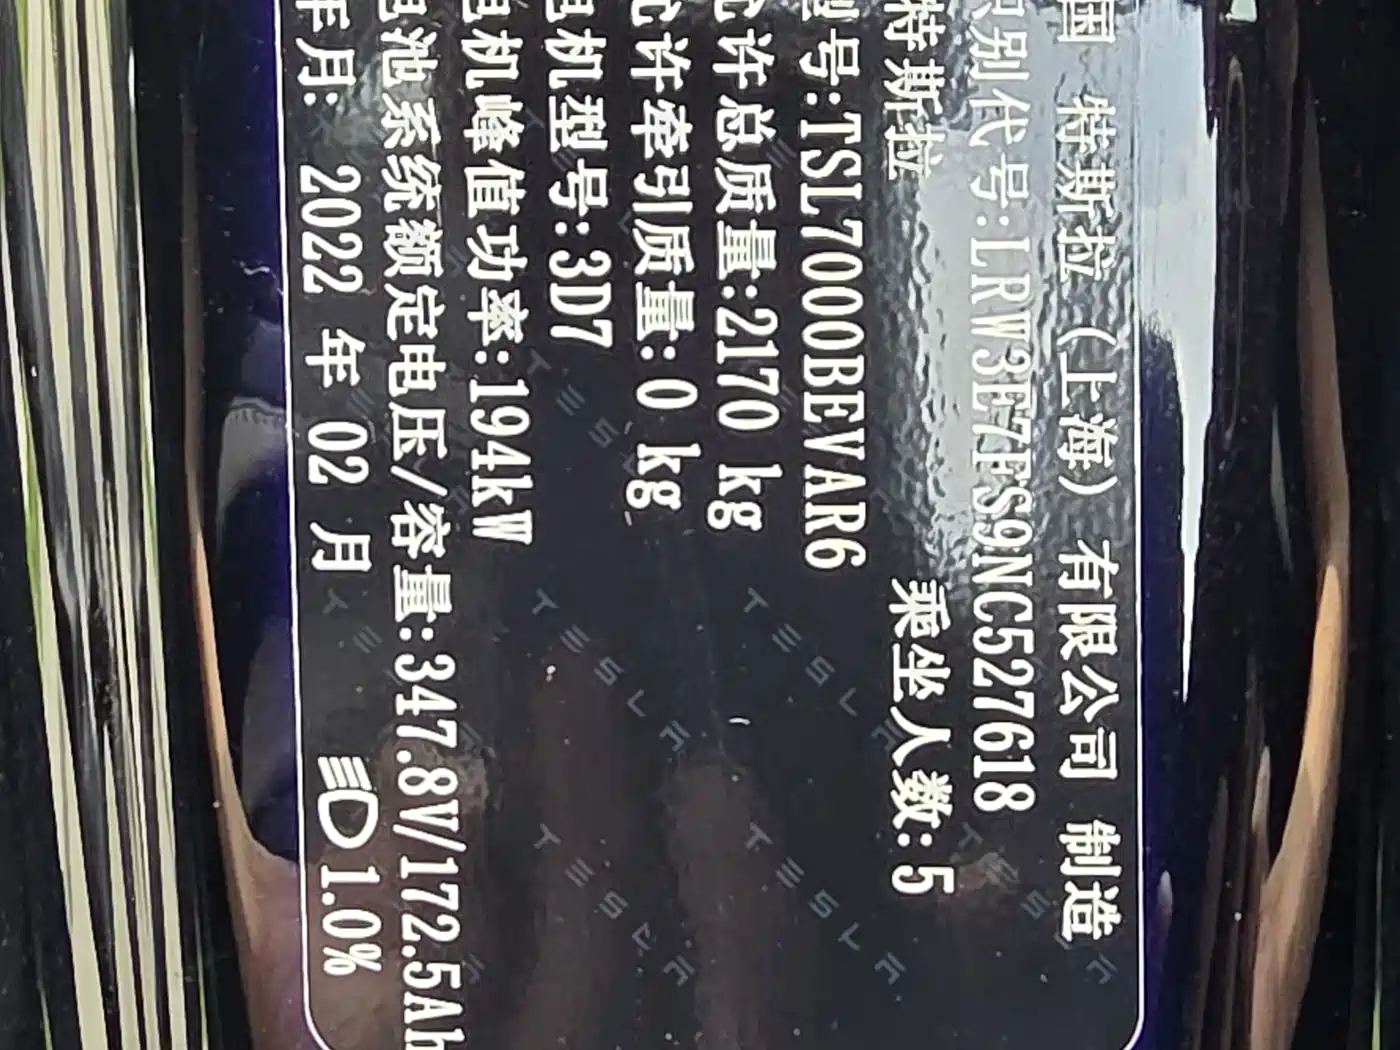 国 特斯拉(上海)有限公司 制造
识别代号:LRW3E7FS9NC527618
特斯拉 乘坐人数:5
型号:TSL7000BEVAR6
允许总质量:2170 kg
允许牵引质量:0 kg
电机型号:3D7
电机峰值功率:194kW
电池系统额定电压/容量:347.8V/172.5Ah
年月: 2022 年 02 月 1.0%